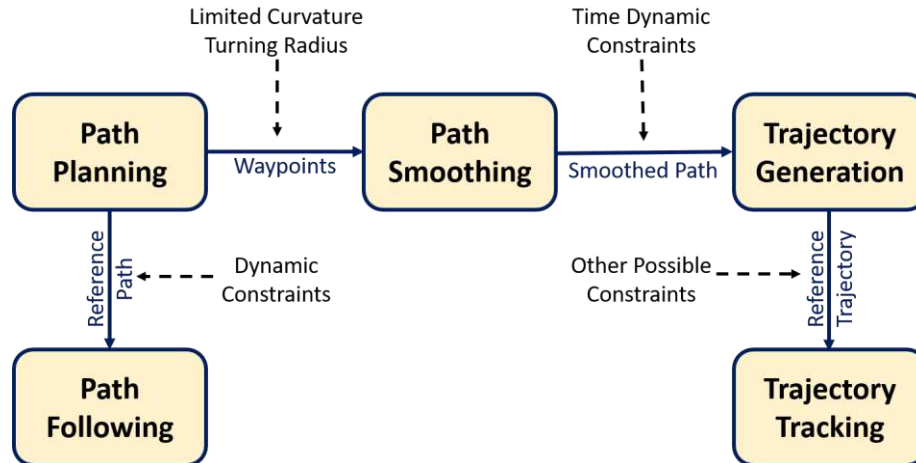 Limited Curvature
Turning Radius
Time Dynamic
Constraints
Path
Planning
Waypoints
Path
Smoothing
Smoothed Path
Trajectory
Generation
Reference
Path
Dynamic
Constraints
Other Possible
Constraints
Reference
Trajectory
Path
Following
Trajectory
Tracking